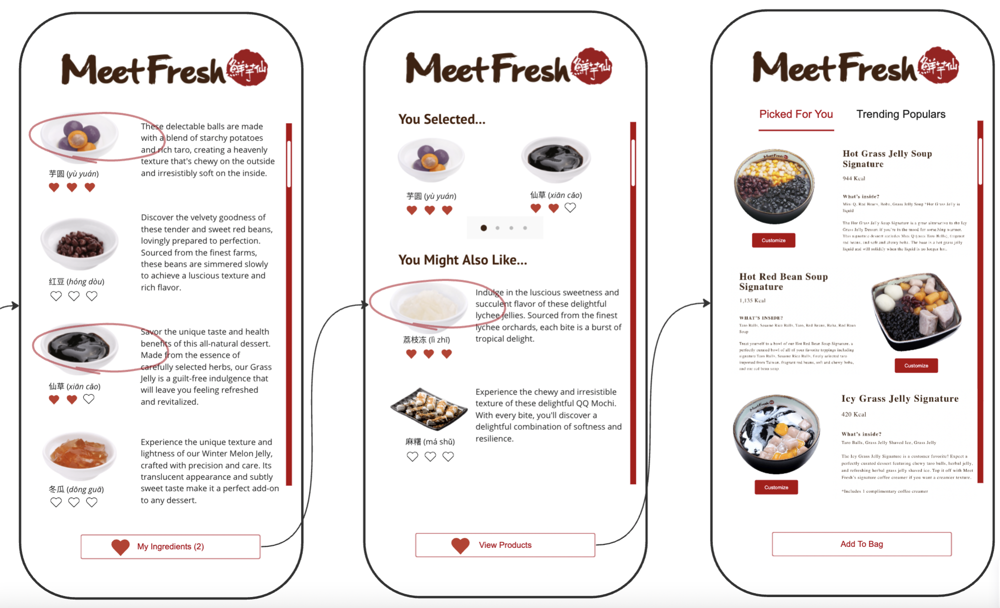 MeetFresh 鮮芋仙
These delectable balls are made
with a blend of starchy potatoes
and rich taro, creating a heavenly
texture that's chewy on the outside
and irresistibly soft on the inside.
芋圆 (yù yuán)
Discover the velvety goodness of
these tender and sweet red beans,
lovingly prepared to perfection.
Sourced from the finest farms,
these beans are simmered slowly
to achieve a luscious texture and
rich flavor.
红豆 (hóng dòu)
Savor the unique taste and health
benefits of this all-natural dessert.
Made from the essence of
carefully selected herbs, our Grass
Jelly is a guilt-free indulgence that
will leave you feeling refreshed
and revitalized.
仙草 (xiān cǎo)
Experience the unique texture and
lightness of our Winter Melon Jelly,
crafted with precision and care. Its
translucent appearance and subtly
sweet taste make it a perfect add-on
to any dessert.
冬瓜 (dōng guā)
My Ingredients (2)
MeetFresh 鮮芋仙
You Selected...
芋圆 (yù yuán)
仙草 (xiān cǎo)
You Might Also Like...
Indulge in the luscious sweetness and
succulent flavor of these delightful
lychee jellies. Sourced from the finest
lychee orchards, each bite is a burst of
tropical delight.
荔枝冻 (lì zhī)
Experience the chewy and irresistible
texture of these delightful QQ Mochi.
With every bite, you'll discover a
delightful combination of softness and
resilience.
麻糬 (má shǔ)
View Products
MeetFresh 鮮芋仙
Picked For You
Trending Populars
MeetFresh
Hot Grass Jelly Soup
Signature
944 Kcal
What's inside?
Mini Q, Red Beans, Boba, Grass Jelly Soup *Hot Grass Jelly is
liquid
The Hot Grass Jelly Soup Signature is a great alternative to the Icy
Grass Jelly Dessert if you're in the mood for something warmer.
This signature dessert includes Mini Q (mini Taro Balls), fragrant
red beans, and soft and chewy boba. The base is a hot grass jelly
liquid and will solidify when the liquid is no longer hot.
Customize
Hot Red Bean Soup
Signature
1,135 Kcal
WHAT'S INSIDE?
Taro Balls, Sesame Rice Balls, Taro, Red Beans, Boba, Red Bean
Soup
Treat yourself to a bowl of our Hot Red Bean Soup Signature, a
perfectly curated bowl of all of your favorite toppings including
signature Taro Balls, Sesame Rice Balls, finely selected taro
imported from Taiwan, fragrant red beans, soft and chewy boba,
and our red bean soup.
Customize
MeetFresh
Icy Grass Jelly Signature
420 Kcal
What's inside?
Taro Balls, Grass Jelly Shaved Ice, Grass Jelly
The Icy Grass Jelly Signature is a customer favorite! Expect a
perfectly curated dessert featuring chewy taro balls, herbal jelly,
and refreshing herbal grass jelly shaved ice. Top it off with Meet
Fresh's signature coffee creamer if you want a creamier texture.
*Includes 1 complimentary coffee creamer
Customize
Add To Bag